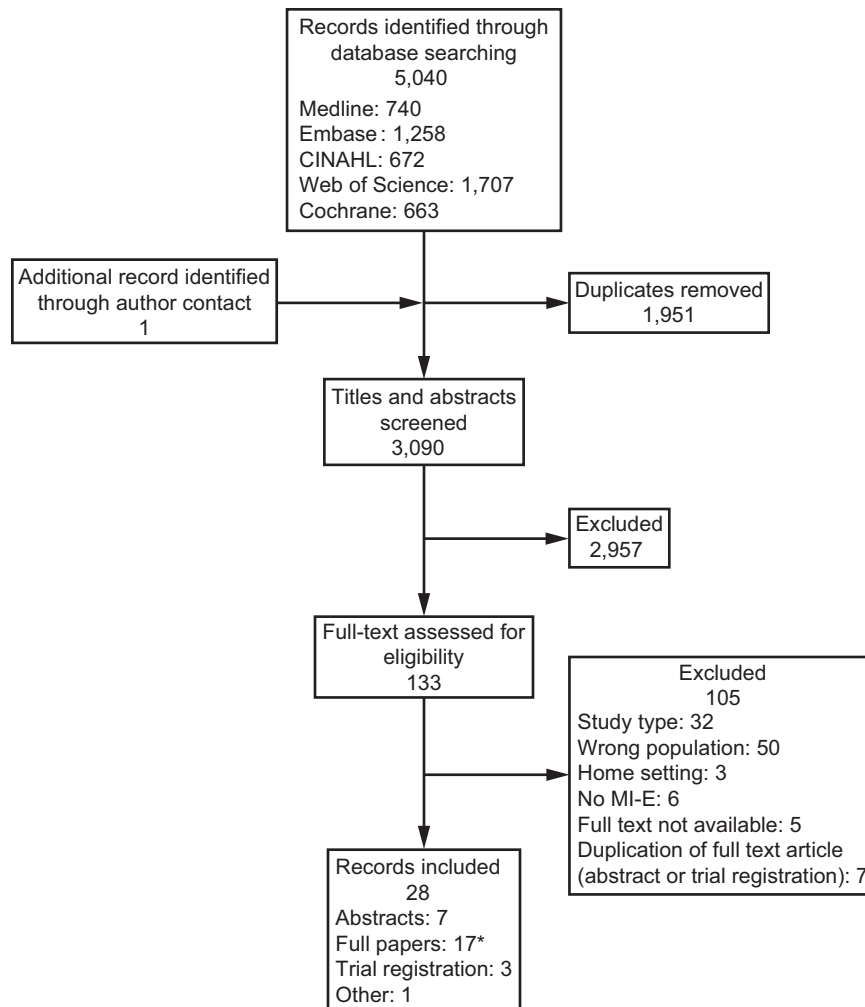 Records identified through
database searching
5,040
Medline: 740
Embase : 1,258
CINAHL: 672
Web of Science: 1,707
Cochrane: 663
Additional record identified
through author contact
1
Duplicates removed
1,951
Titles and abstracts
screened
3,090
Excluded
2,957
Full-text assessed for
eligibility
133
Excluded
105
Study type: 32
Wrong population: 50
Home setting: 3
No MI-E: 6
Full text not available: 5
Duplication of full text article
(abstract or trial registration): 7
Records included
28
Abstracts: 7
Full papers: 17*
Trial registration: 3
Other: 1